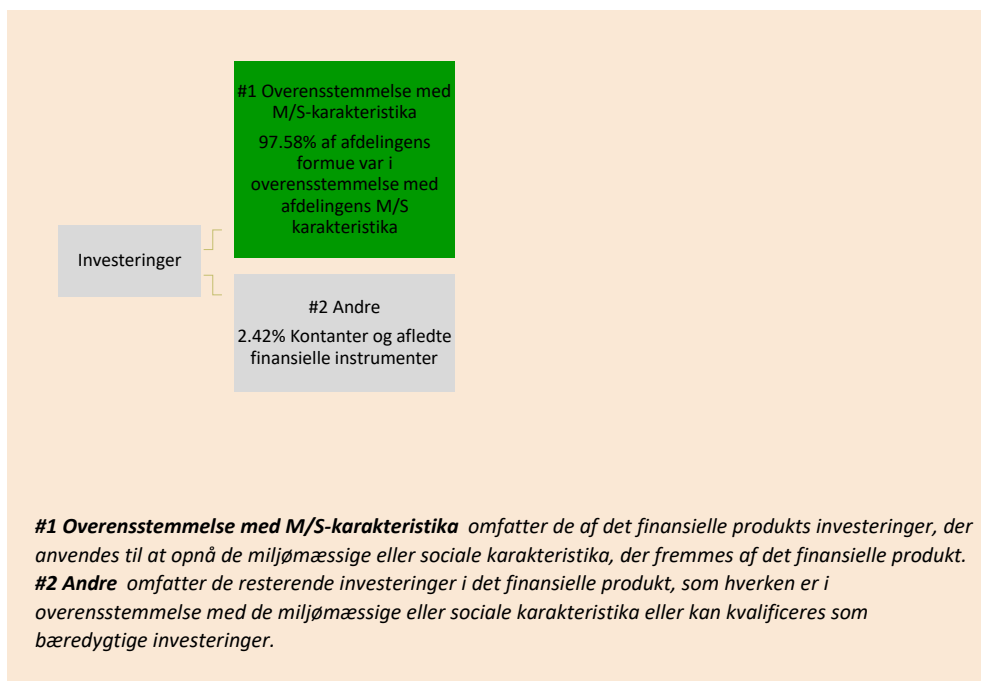 #1 Overensstemmelse med
M/S-karakteristika
97.58% af afdelingens
formue var i
overensstemmelse med
afdelingens M/S
karakteristika
Investeringer
#2 Andre
2.42% Kontanter og afledte
finansielle instrumenter
#1 Overensstemmelse med M/S-karakteristika omfatter de af det finansielle produkts investeringer, der
anvendes til at opnå de miljømæssige eller sociale karakteristika, der fremmes af det finansielle produkt.
#2 Andre omfatter de resterende investeringer i det finansielle produkt, som hverken er i
overensstemmelse med de miljømæssige eller sociale karakteristika eller kan kvalificeres som
bæredygtige investeringer.